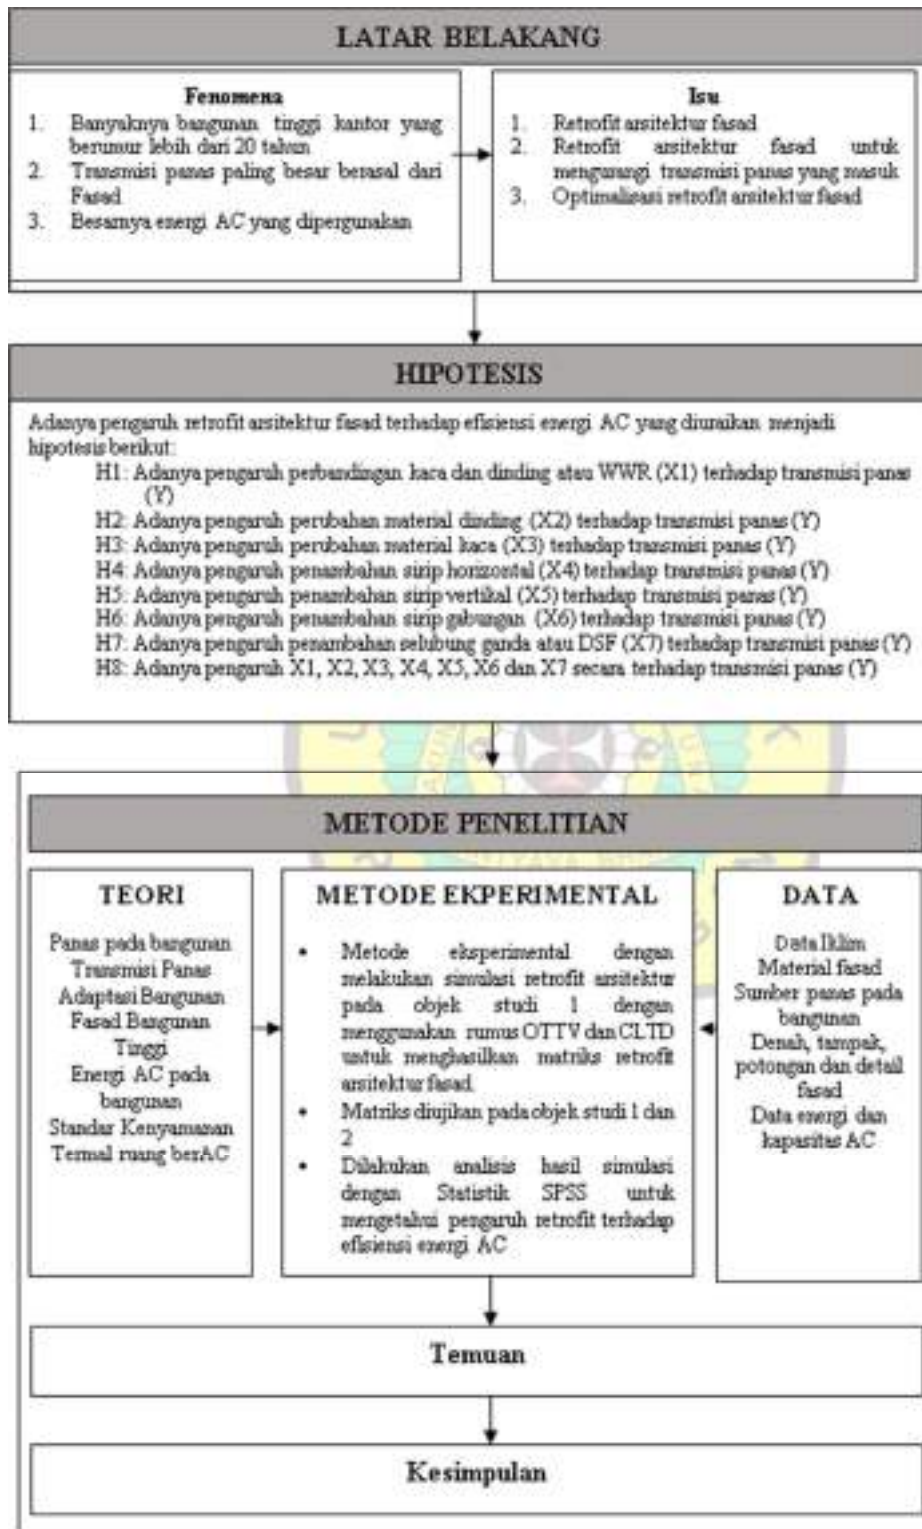 LATAR BELAKANG
Fenomena
1. Banyaknya bangunan tinggi kantor yang
berumur lebih dari 20 tahun
2. Transmisi panas paling besar berasal dari
Fasad
3. Besarnya energi AC yang dipergunakan
Isu
1. Retrofit arsitektur fasad
2. Retrofit arsitektur fasad untuk
mengurangi transmisi panas yang masuk
3. Optimalisasi retrofit arsitektur fasad
HIPOTESIS
Adanya pengaruh retrofit arsitektur fasad terhadap efisiensi energi AC yang diuraikan menjadi
hipotesis berikut:
H1: Adanya pengaruh perbandingan kaca dan dinding atau WWR (X1) terhadap transmisi panas
(Y)
H2: Adanya pengaruh perubahan material dinding (X2) terhadap transmisi panas (Y)
H3: Adanya pengaruh perubahan material kaca (X3) terhadap transmisi panas (Y)
H4: Adanya pengaruh penambahan sirip horizontal (X4) terhadap transmisi panas (Y)
H5: Adanya pengaruh penambahan sirip vertikal (X5) terhadap transmisi panas (Y)
H6: Adanya pengaruh penambahan sirip gabungan (X6) terhadap transmisi panas (Y)
H7: Adanya pengaruh penambahan selubung ganda atau DSF (X7) terhadap transmisi panas (Y)
H8: Adanya pengaruh X1, X2, X3, X4, X5, X6 dan X7 secara terhadap transmisi panas (Y)
METODE PENELITIAN
TEORI
Panas pada bangunan
Transmisi Panas
Adaptasi Bangunan
Fasad Bangunan
Tinggi
Energi AC pada
bangunan
Standar Kenyamanan
Termal ruang berAC
METODE EKPERIMENTAL
• Metode eksperimental dengan
melakukan simulasi retrofit arsitektur
pada objek studi 1 dengan
menggunakan rumus OTTV dan CLTD
untuk menghasilkan matriks retrofit
arsitektur fasad.
• Matriks diujikan pada objek studi 1 dan
2
• Dilakukan analisis hasil simulasi
dengan Statistik SPSS untuk
mengetahui pengaruh retrofit terhadap
efisiensi energi AC
DATA
Data Iklim
Material fasad
Sumber panas pada
bangunan
Denah, tampak,
potongan dan detail
fasad
Data energi dan
kapasitas AC
Temuan
Kesimpulan